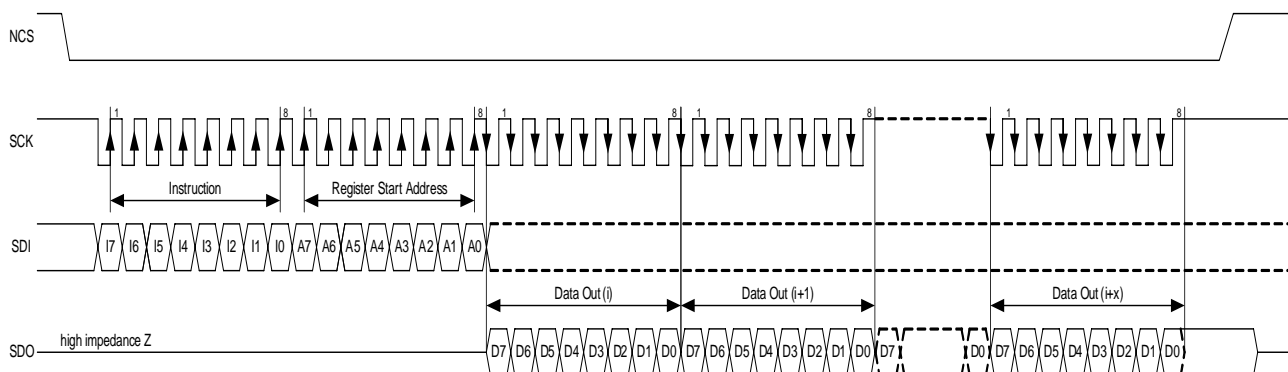 NCS
SCK 1 8 1 8 1 8 1 8 1 8
Instruction Register Start Address
SDI I7 I6 I5 I4 I3 I2 I1 I0 A7 A6 A5 A4 A3 A2 A1 A0
Data Out (i) Data Out (i+1) Data Out (i+x)
SDO high impedance Z D7 D6 D5 D4 D3 D2 D1 D0 D7 D6 D5 D4 D3 D2 D1 D0 D7 D0 D7 D6 D5 D4 D3 D2 D1 D0